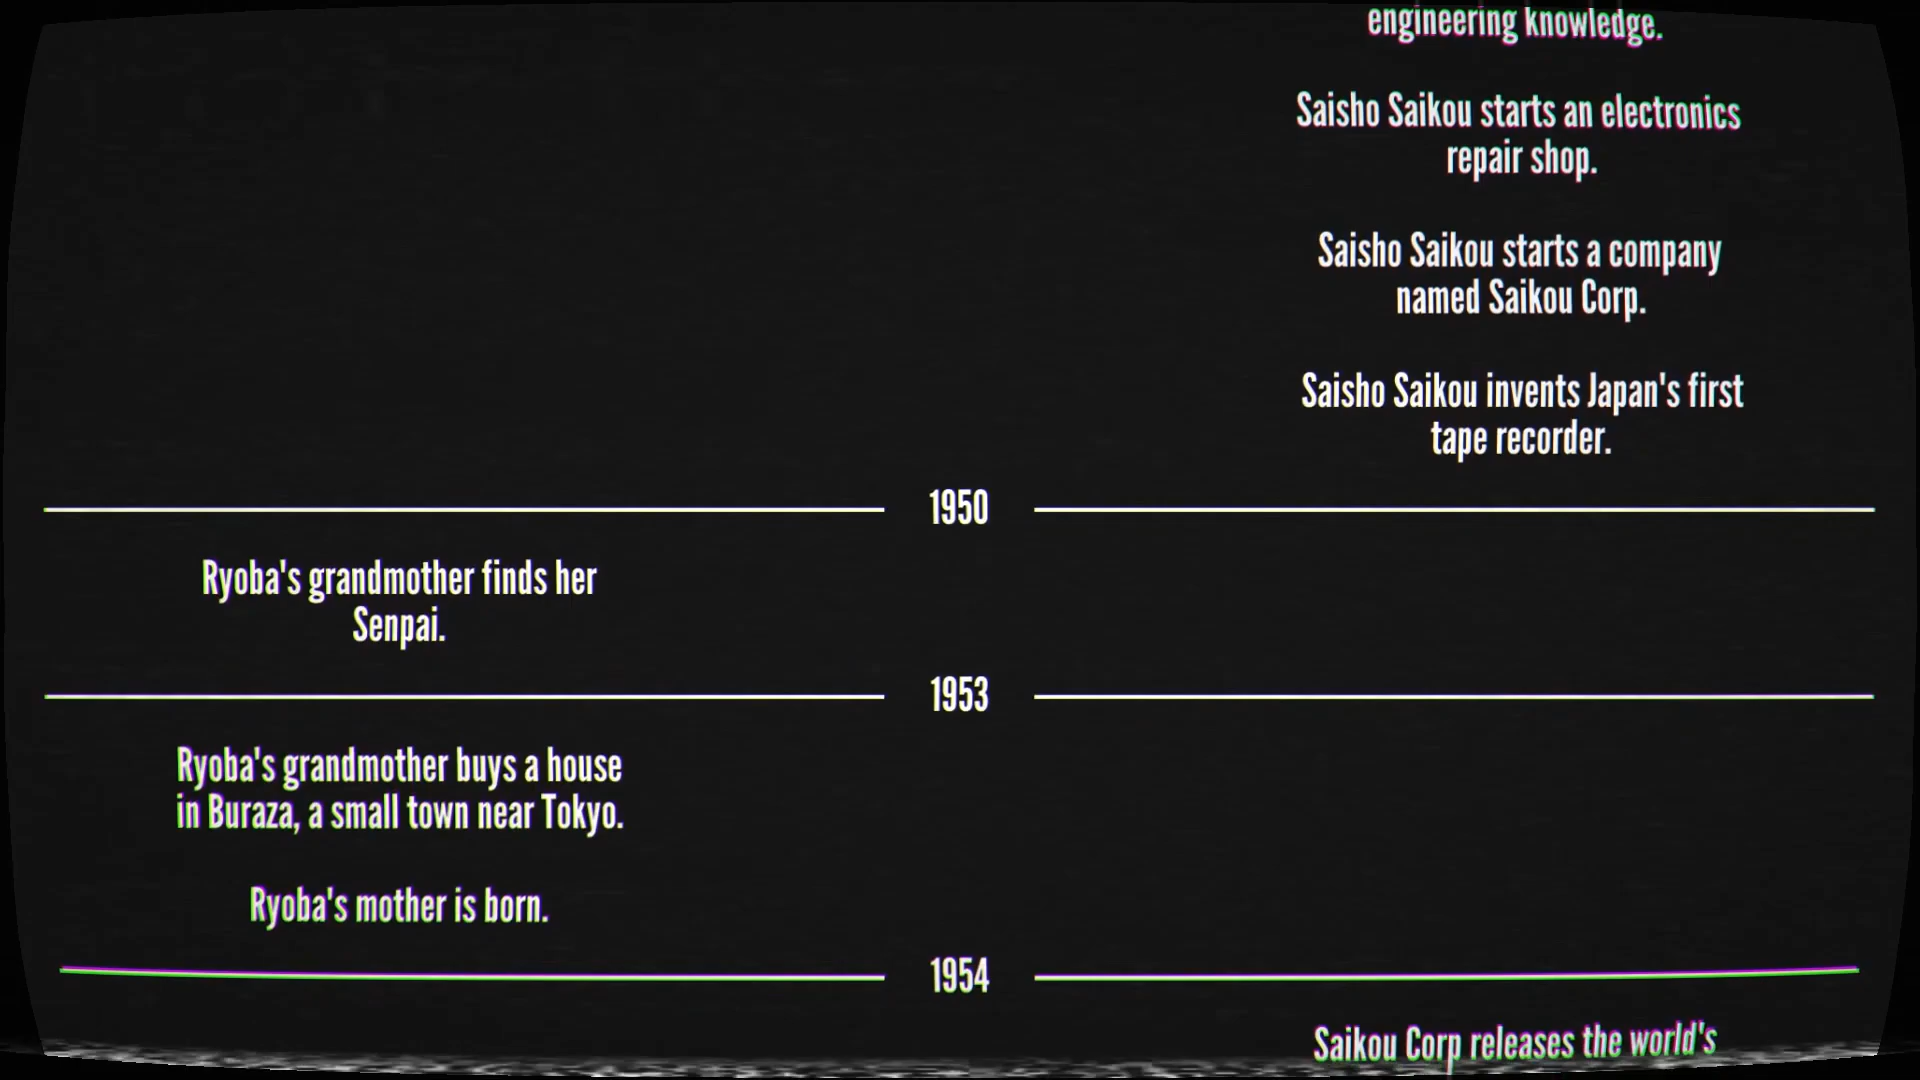 engineering knowledge.
Saisho Saikou starts an electronics
repair shop.
Saisho Saikou starts a company
named Saikou Corp.
Saisho Saikou invents Japan's first
tape recorder.
1950
Ryoba's grandmother finds her
Senpai.
1953
Ryoba's grandmother buys a house
in Buraza, a small town near Tokyo.
Ryoba's mother is born.
1954
Saikou Corp releases the world's